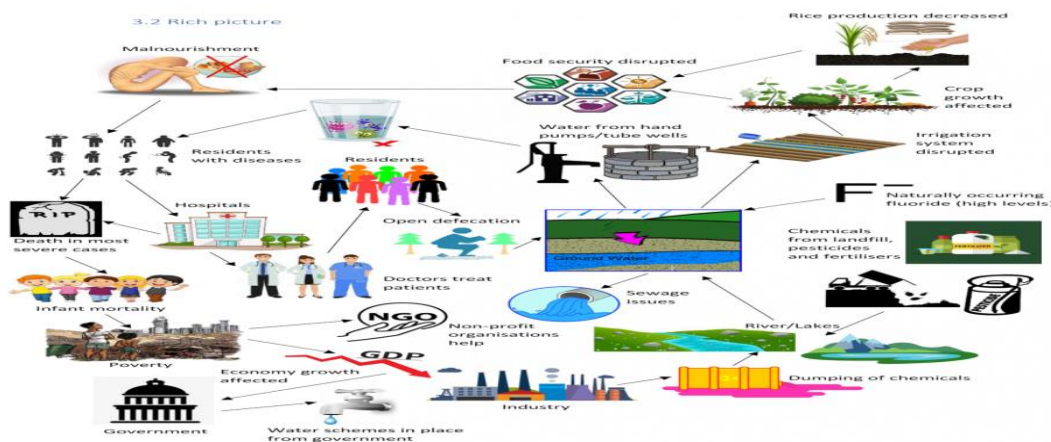 3.2 Rich picture
Rice production decreased
Malnourishment
Food security disrupted
Crop
growth
affected
Water from hand
pumps/tube wells
Residents
with diseases
Residents
Irrigation
system
disrupted
F-
Naturally occurring
fluoride (high levels)
RIP
Hospitals
Open defecation
Death in most
severe cases
Ground Water
Chemicals
from landfill,
pesticides
and fertilisers
FERTILIZER
Doctors treat
patients
Infant mortality
Sewage
issues
NGO
Non-profit
organisations
help
River/Lakes
Poverty
GDP
Economy growth
affected
Dumping of chemicals
Industry
Government
Water schemes in place
from government